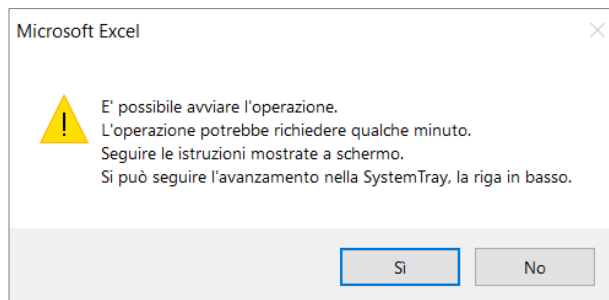 Microsoft Excel
E' possibile avviare l'operazione.
L'operazione potrebbe richiedere qualche minuto.
Seguire le istruzioni mostrate a schermo.
Si può seguire l'avanzamento nella SystemTray, la riga in basso.
Sì
No